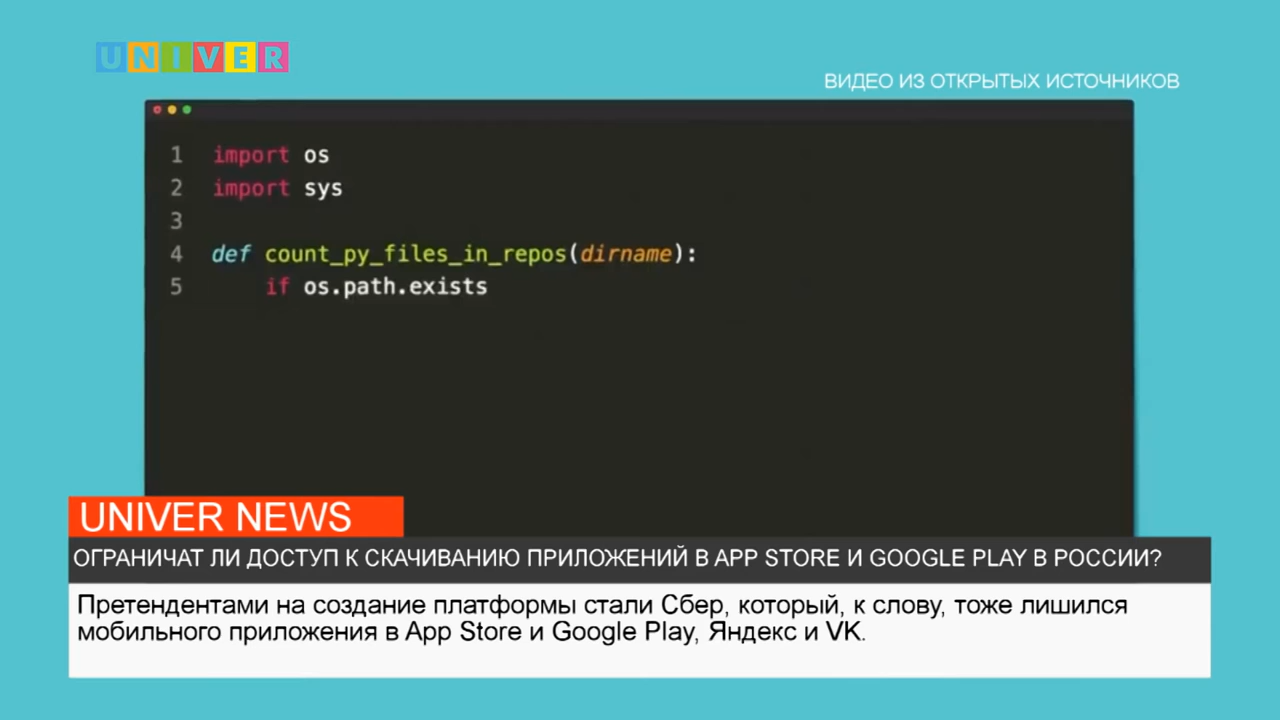 UNIVER
ВИДЕО ИЗ ОТКРЫТЫХ ИСТОЧНИКОВ
1 import os
2 import sys
3
4 def count_py_files_in_repos(dirname):
5     if os.path.exists
UNIVER NEWS
ОГРАНИЧАТ ЛИ ДОСТУП К СКАЧИВАНИЮ ПРИЛОЖЕНИЙ В APP STORE И GOOGLE PLAY В РОССИИ?
Претендентами на создание платформы стали Сбер, который, к слову, тоже лишился
мобильного приложения в App Store и Google Play, Яндекс и VK.